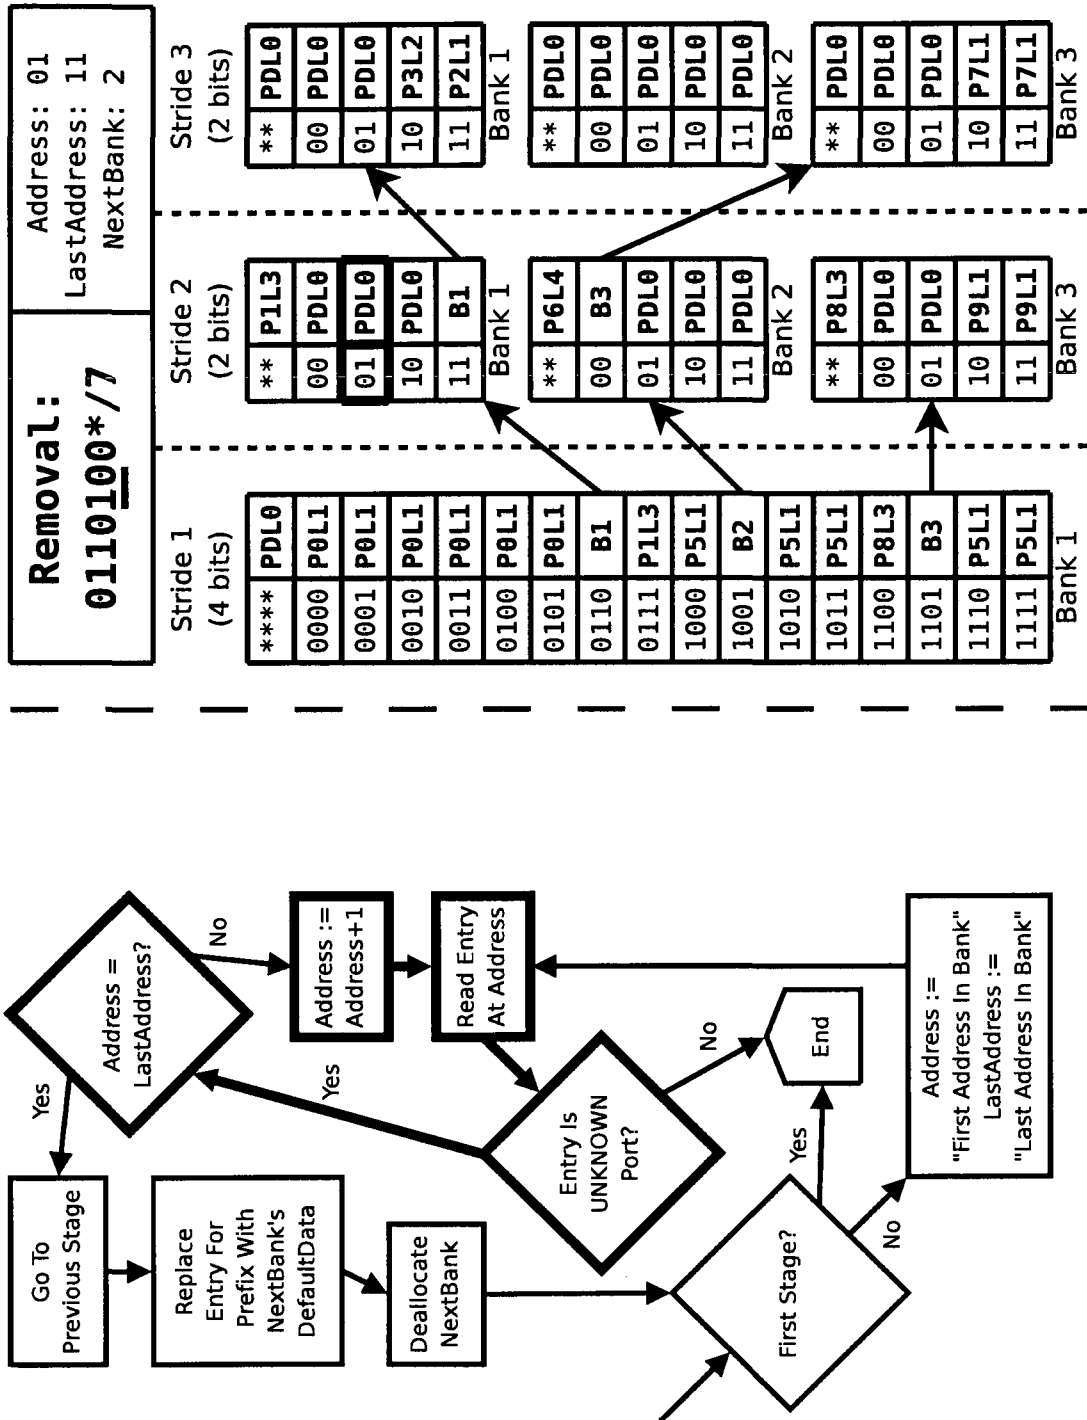 Go To
Previous Stage
Replace
Entry For
Prefix With
NextBank's
DefaultData
Deallocate
NextBank
First Stage?
Yes
No
Yes
Address =
LastAddress?
No
Address :=
Address+1
Read Entry
At Address
Yes
Entry Is
UNKNOWN
Port?
No
End
Address :=
"First Address In Bank"
LastAddress :=
"Last Address In Bank"
Removal:
0110100*/7
Address: 01
LastAddress: 11
NextBank: 2
Stride 1
(4 bits)
**** PDL0
0000 P0L1
0001 P0L1
0010 P0L1
0011 P0L1
0100 P0L1
0101 P0L1
0110 B1
0111 P1L3
1000 P5L1
1001 B2
1010 P5L1
1011 P5L1
1100 P8L3
1101 B3
1110 P5L1
1111 P5L1
Bank 1
Stride 2
(2 bits)
** P1L3
00 PDL0
01 PDL0
10 PDL0
11 B1
Bank 1
** P6L4
00 B3
01 PDL0
10 PDL0
11 PDL0
Bank 2
** P8L3
00 PDL0
01 PDL0
10 P9L1
11 P9L1
Bank 3
Stride 3
(2 bits)
** PDL0
00 PDL0
01 PDL0
10 P3L2
11 P2L1
Bank 1
** PDL0
00 PDL0
01 PDL0
10 PDL0
11 PDL0
Bank 2
** PDL0
00 PDL0
01 PDL0
10 P7L1
11 P7L1
Bank 3